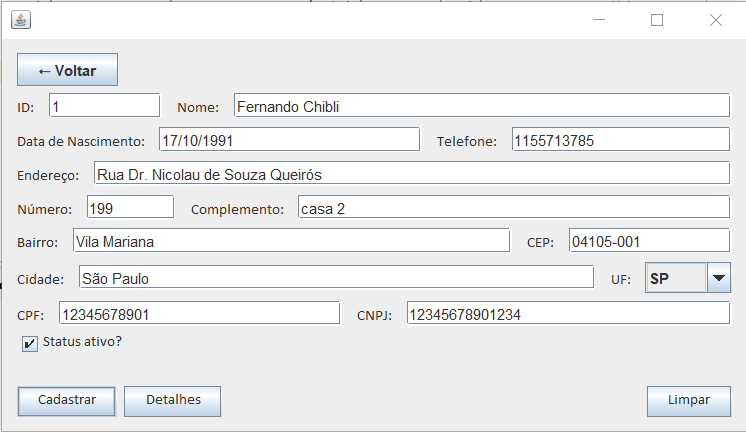 ← Voltar
ID: 1 Nome: Fernando Chibli
Data de Nascimento: 17/10/1991 Telefone: 1155713785
Endereço: Rua Dr. Nicolau de Souza Queirós
Número: 199 Complemento: casa 2
Bairro: Vila Mariana CEP: 04105-001
Cidade: São Paulo UF: SP
CPF: 12345678901 CNPJ: 12345678901234
Status ativo?
Cadastrar Detalhes Limpar